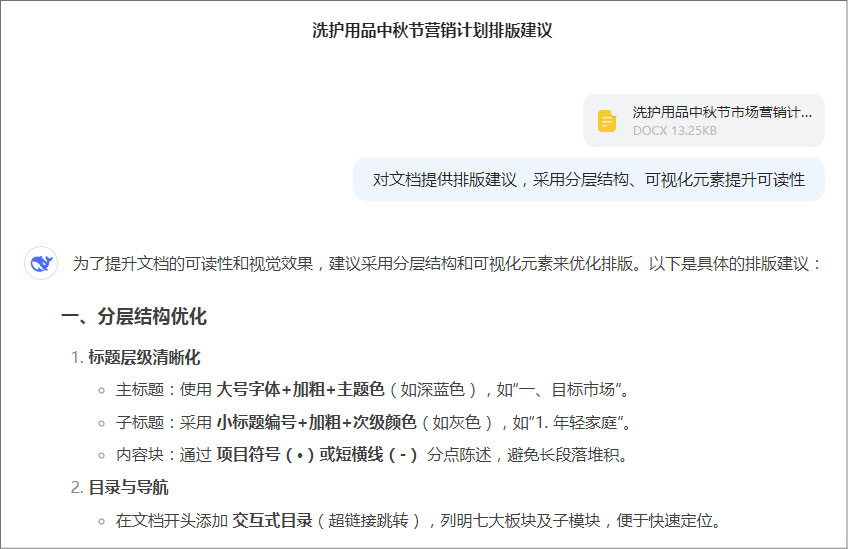 洗护用品中秋节营销计划排版建议
洗护用品中秋节市场营销计...
DOCX 13.25KB
对文档提供排版建议，采用分层结构、可视化元素提升可读性
为了提升文档的可读性和视觉效果，建议采用分层结构和可视化元素来优化排版。以下是具体的排版建议：
一、分层结构优化
1. 标题层级清晰化
主标题：使用 大号字体+加粗+主题色（如深蓝色），如“一、目标市场”。
子标题：采用 小标题编号+加粗+次级颜色（如灰色），如“1. 年轻家庭”。
内容块：通过 项目符号（•）或短横线（-） 分点陈述，避免长段落堆积。
2. 目录与导航
在文档开头添加 交互式目录（超链接跳转），列明七大板块及子模块，便于快速定位。